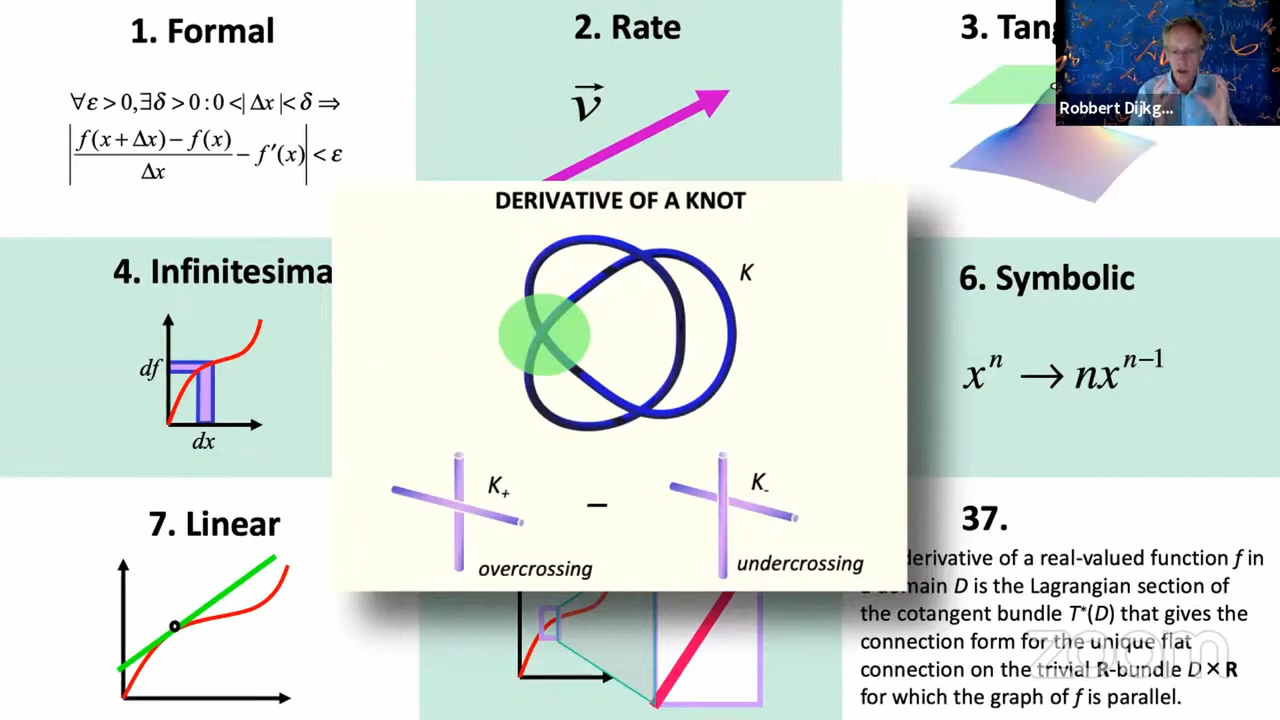 1. Formal
∀ε > 0, ∃δ > 0 : 0 < | Δx | < δ ⇒
| f(x + Δx) − f(x) / Δx − f′(x) | < ε
2. Rate
v⃗
3. Tang
Robbert Dijkg...
4. Infinitesima
df
dx
DERIVATIVE OF A KNOT
K
K₊
–
K₋
overcrossing
undercrossing
6. Symbolic
xⁿ → nxⁿ⁻¹
7. Linear
37.
derivative of a real-valued function f in
domain D is the Lagrangian section of
the cotangent bundle T*(D) that gives the
connection form for the unique flat
connection on the trivial R-bundle D × R
for which the graph of f is parallel.
zoom